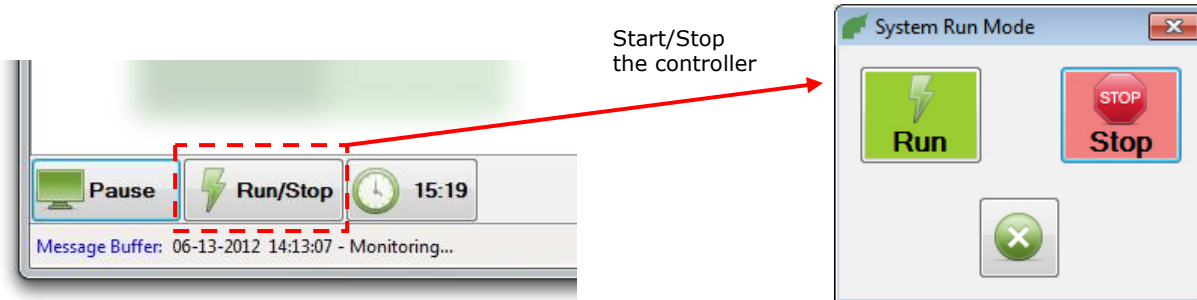 Start/Stop
the controller
System Run Mode
STOP
Run
Stop
Pause
Run/Stop
15:19
Message Buffer: 06-13-2012 14:13:07 - Monitoring...